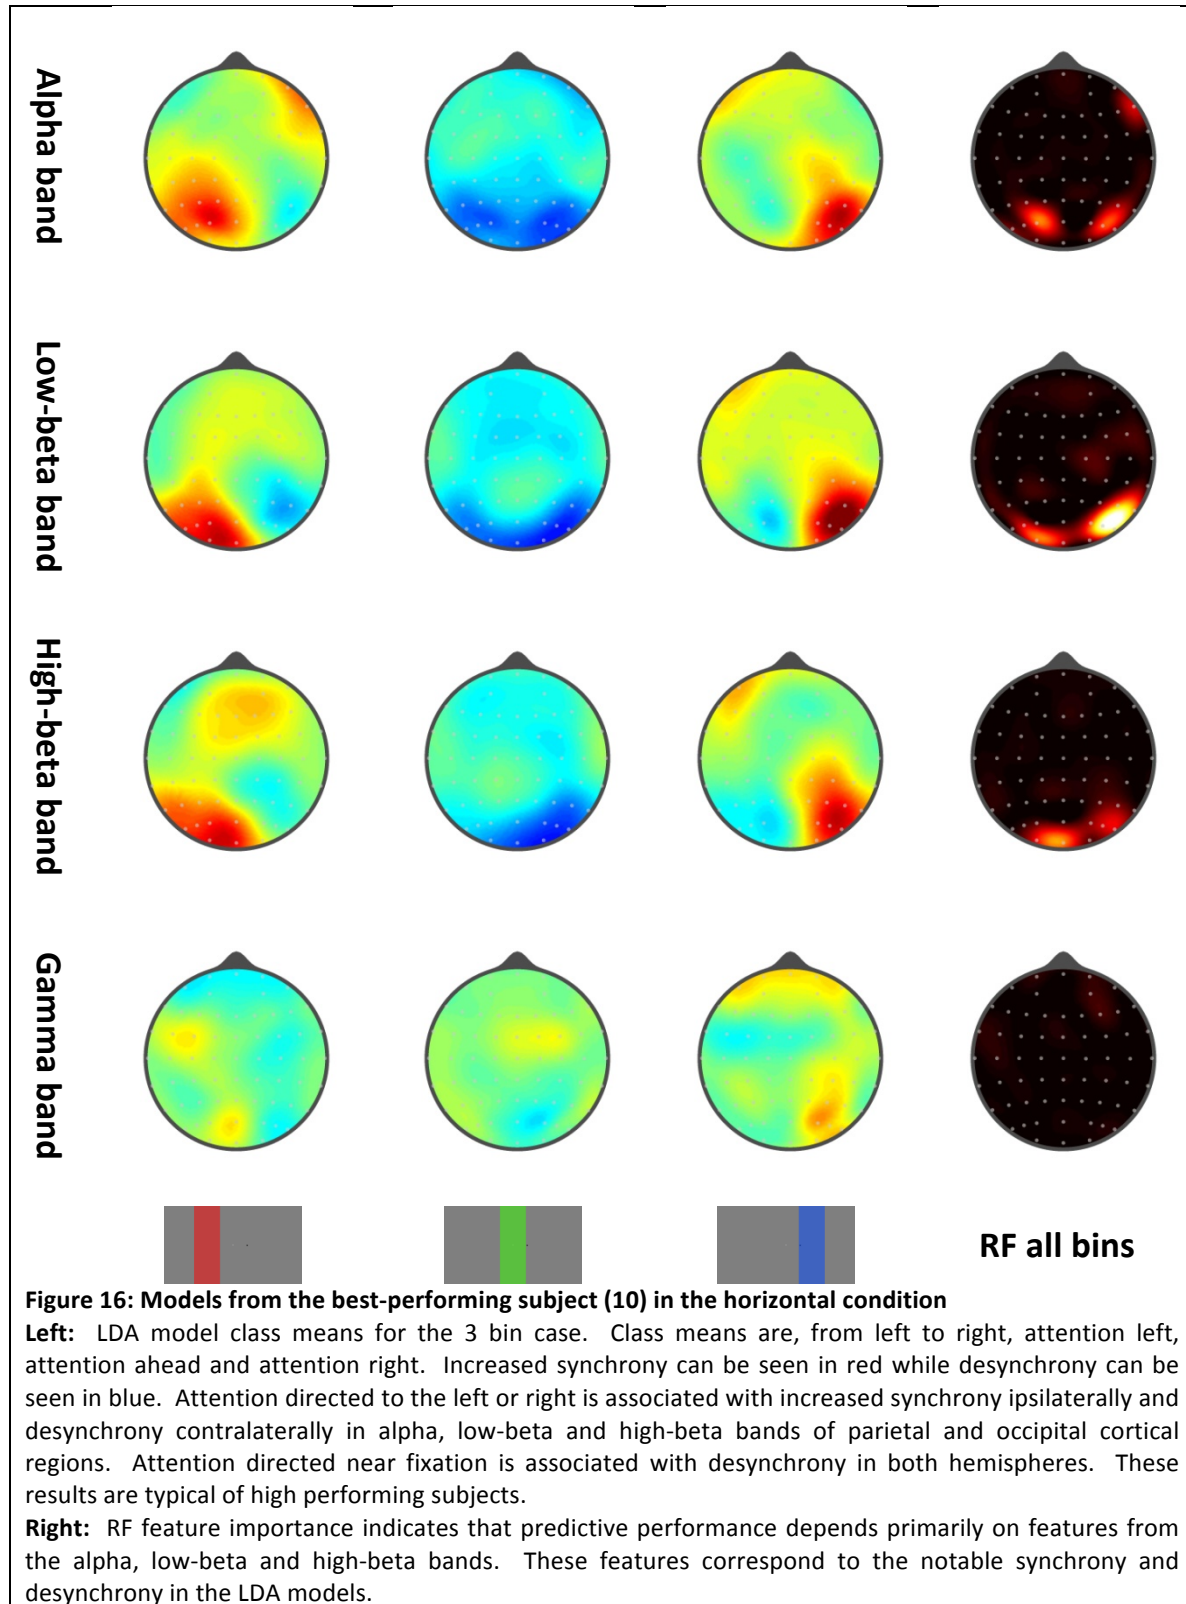 Alpha band
Low-beta band
High-beta band
Gamma band
RF all bins
Figure 16: Models from the best-performing subject (10) in the horizontal condition
Left: LDA model class means for the 3 bin case. Class means are, from left to right, attention left,
attention ahead and attention right. Increased synchrony can be seen in red while desynchrony can be
seen in blue. Attention directed to the left or right is associated with increased synchrony ipsilaterally and
desynchrony contralaterally in alpha, low-beta and high-beta bands of parietal and occipital cortical
regions. Attention directed near fixation is associated with desynchrony in both hemispheres. These
results are typical of high performing subjects.
Right: RF feature importance indicates that predictive performance depends primarily on features from
the alpha, low-beta and high-beta bands. These features correspond to the notable synchrony and
desynchrony in the LDA models.